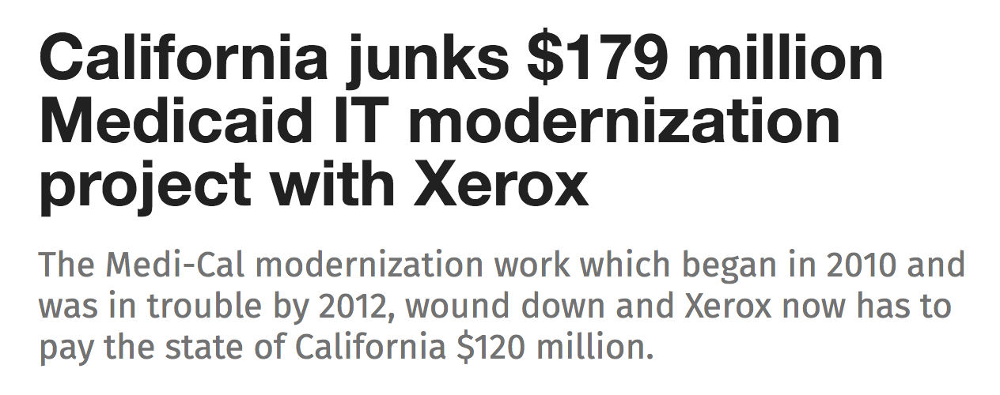 California junks $179 million
Medicaid IT modernization
project with Xerox
The Medi-Cal modernization work which began in 2010 and
was in trouble by 2012, wound down and Xerox now has to
pay the state of California $120 million.